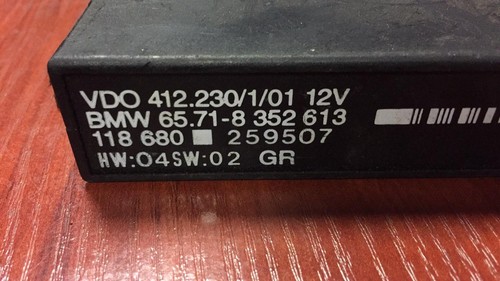 VDO 412.230/1/01 12V
BMW 65.71-8 352 613
118 680 259507
HW:04SW:02 GR